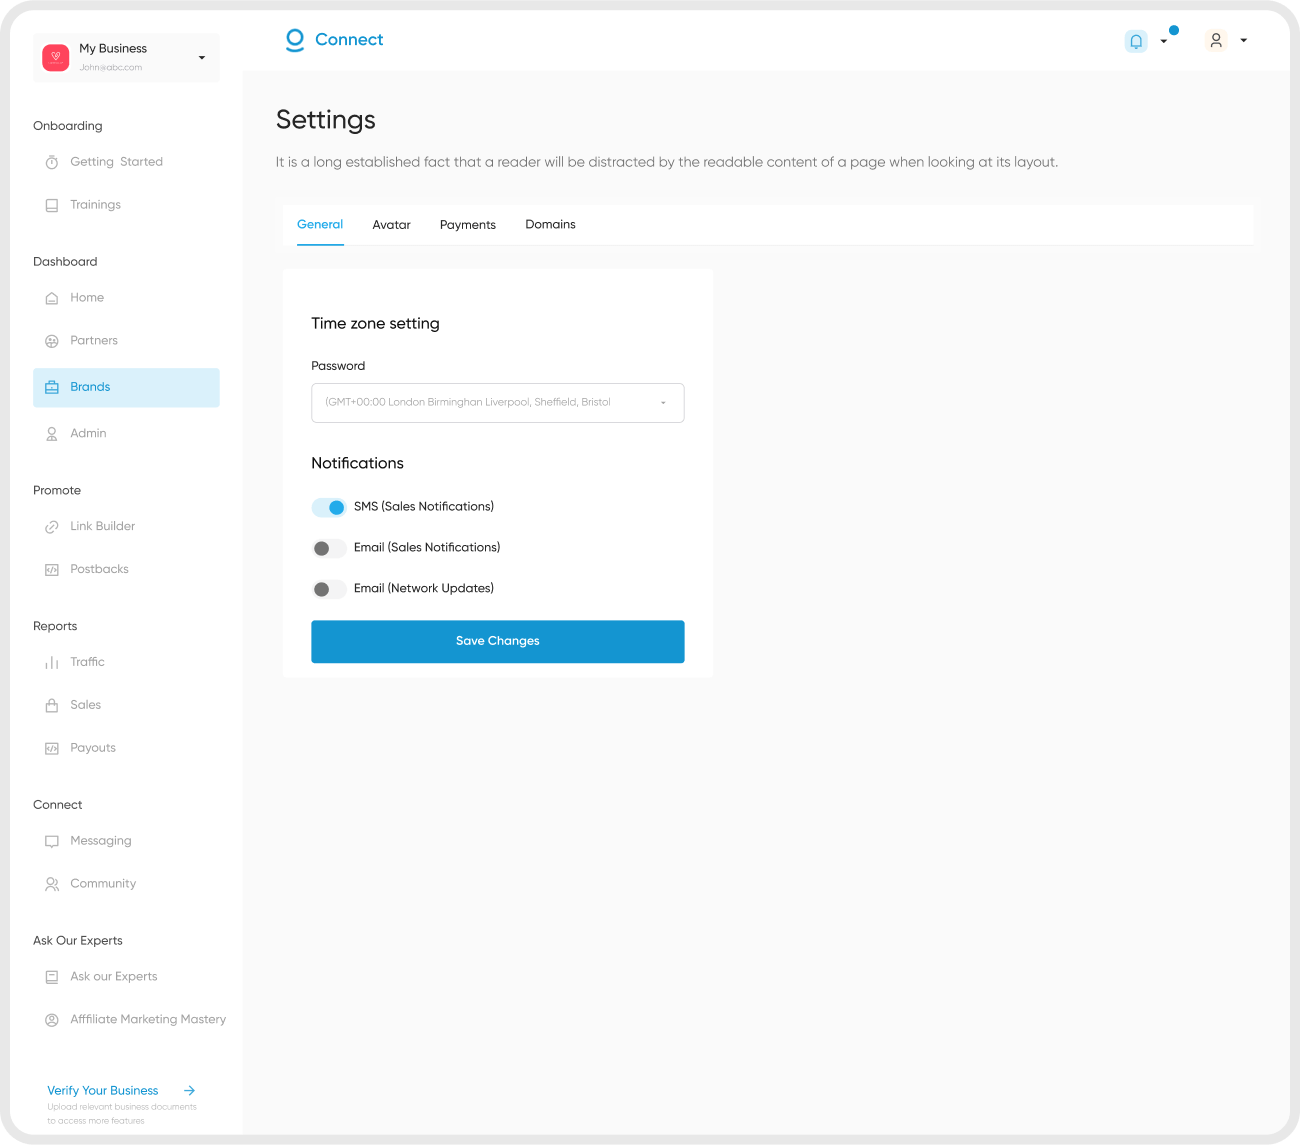 My Business
John@abc.com
Onboarding
Getting Started
Trainings
Dashboard
Home
Partners
Brands
Admin
Promote
Link Builder
Postbacks
Reports
Traffic
Sales
Payouts
Connect
Messaging
Community
Ask Our Experts
Ask our Experts
Afffiliate Marketing Mastery
Verify Your Business
Upload relevant business documents
to access more features
Connect
Settings
It is a long established fact that a reader will be distracted by the readable content of a page when looking at its layout.
General Avatar Payments Domains
Time zone setting
Password
(GMT+00:00 London Birminghan Liverpool, Sheffield, Bristol
Notifications
SMS (Sales Notifications)
Email (Sales Notifications)
Email (Network Updates)
Save Changes